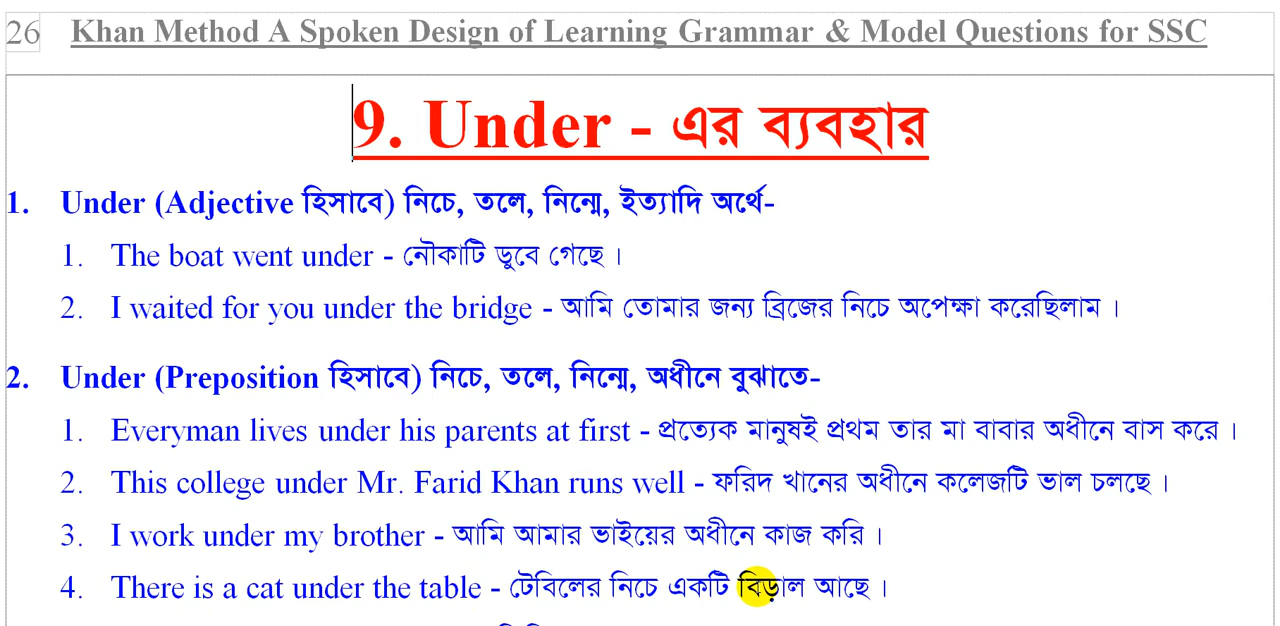 26 Khan Method A Spoken Design of Learning Grammar & Model Questions for SSC
9. Under - এর ব্যবহার
1. Under (Adjective হিসাবে) নিচে, তলে, নিম্নে, ইত্যাদি অর্থে-
1. The boat went under - নৌকাটি ডুবে গেছে ।
2. I waited for you under the bridge - আমি তোমার জন্য ব্রিজের নিচে অপেক্ষা করেছিলাম ।
2. Under (Preposition হিসাবে) নিচে, তলে, নিম্নে, অধীনে বুঝাতে-
1. Everyman lives under his parents at first - প্রত্যেক মানুষই প্রথম তার মা বাবার অধীনে বাস করে ।
2. This college under Mr. Farid Khan runs well - ফরিদ খানের অধীনে কলেজটি ভাল চলছে ।
3. I work under my brother - আমি আমার ভাইয়ের অধীনে কাজ করি ।
4. There is a cat under the table - টেবিলের নিচে একটি বিড়াল আছে ।